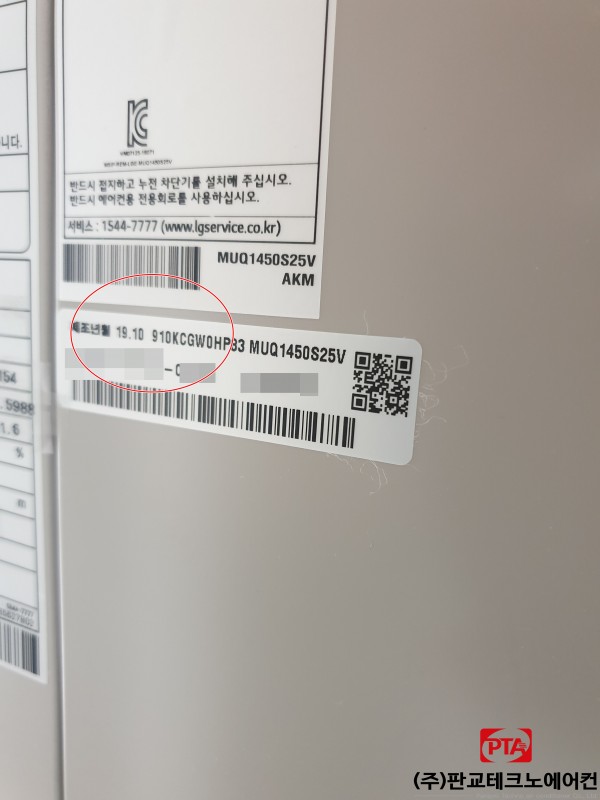 니다.
KC
반드시 접지하고 누전 차단기를 설치해 주십시오.
반드시 에어컨용 전용회로를 사용하십시오.
서비스 : 1544-7777 (www.lgservice.co.kr)
MUQ1450S25V
AKM
제조년월 19.10 910KCGW0HP33 MUQ1450S25V
154
.5988
1.6
%
m
PTA
(주)판교테크노에어컨